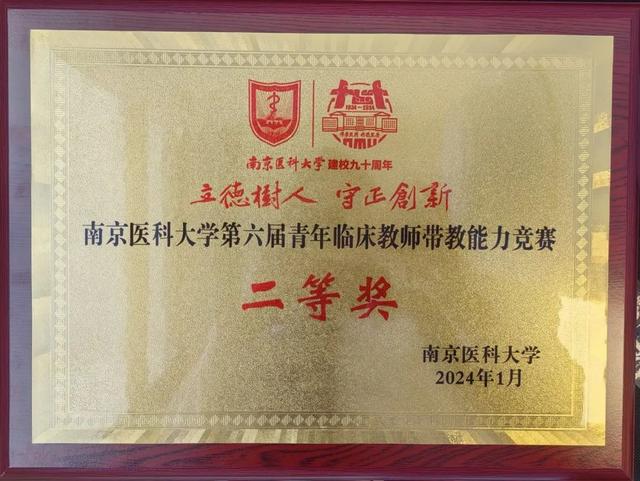 1934-2024
NMU
南京医科大学建校九十周年
立德樹人 守正創新
南京医科大学第六届青年临床教师带教能力竞赛
二等奖
南京医科大学
2024年1月